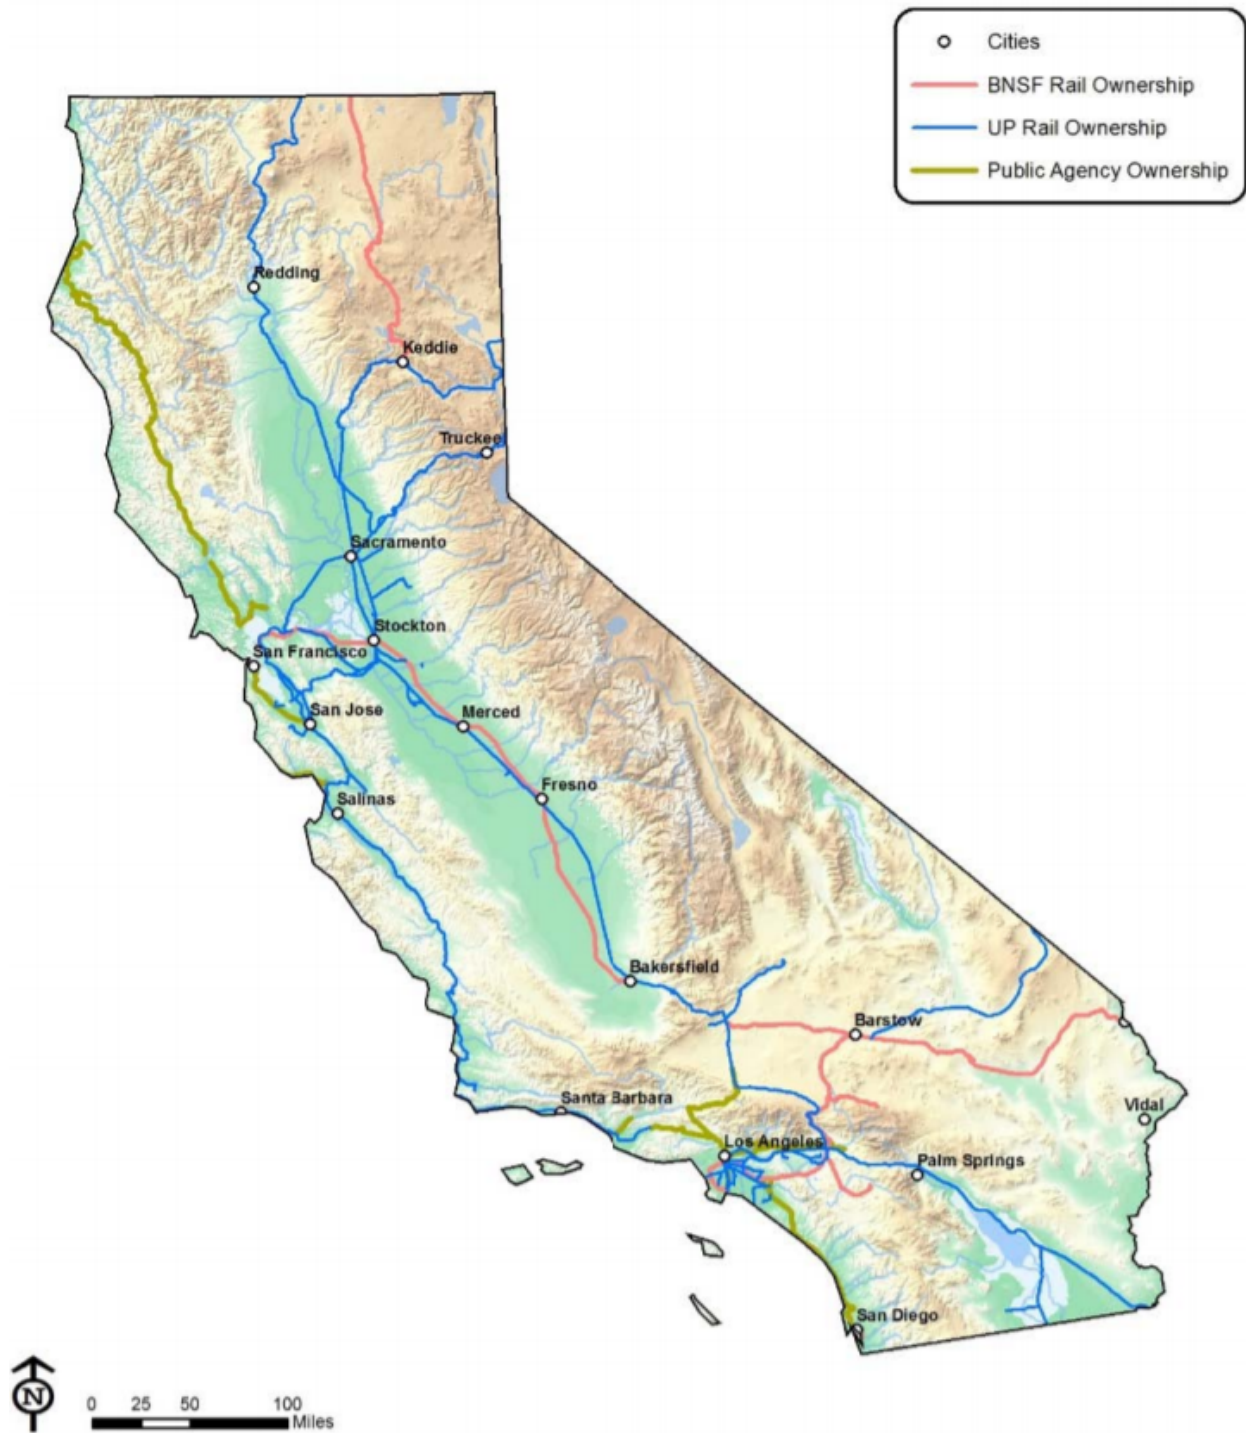 Cities
BNSF Rail Ownership
UP Rail Ownership
Public Agency Ownership
Redding
Keddie
Truckee
Sacramento
Stockton
San Francisco
San Jose
Merced
Fresno
Salinas
Bakersfield
Barstow
Santa Barbara
Vidal
Los Angeles
Palm Springs
San Diego
N
0 25 50 100
Miles